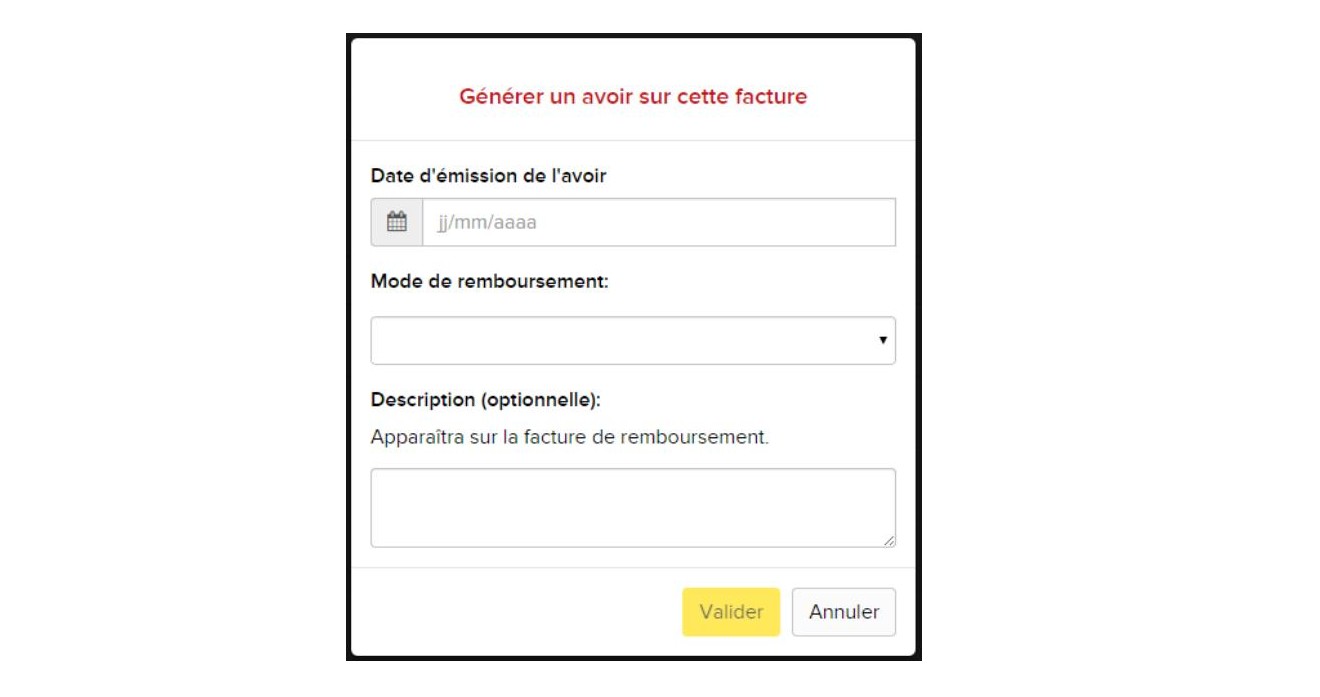 Générer un avoir sur cette facture
Date d'émission de l'avoir
jj/mm/aaaa
Mode de remboursement:
Description (optionnelle):
Apparaîtra sur la facture de remboursement.
Valider Annuler